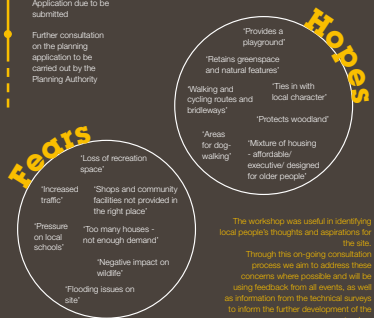 Application due to be
submitted
Further consultation
on the planning
application to be
carried out by the
Planning Authority
Hopes
'Provides a
playground'
'Retains greenspace
and natural features'
'Walking and
cycling routes and
bridleways'
'Ties in with
local character'
'Protects woodland'
'Areas
for dog-
walking'
'Mixture of housing
- affordable/
executive/ designed
for older people'
Fears
'Loss of recreation
space'
'Increased
traffic'
'Shops and community
facilities not provided in
the right place'
'Pressure
on local
schools'
'Too many houses -
not enough demand'
'Negative impact on
wildlife'
'Flooding issues on
site'
The workshop was useful in identifying
local people's thoughts and aspirations for
the site.
Through this on-going consultation
process we aim to address these
concerns where possible and will be
using feedback from all events, as well
as information from the technical surveys
to inform the further development of the